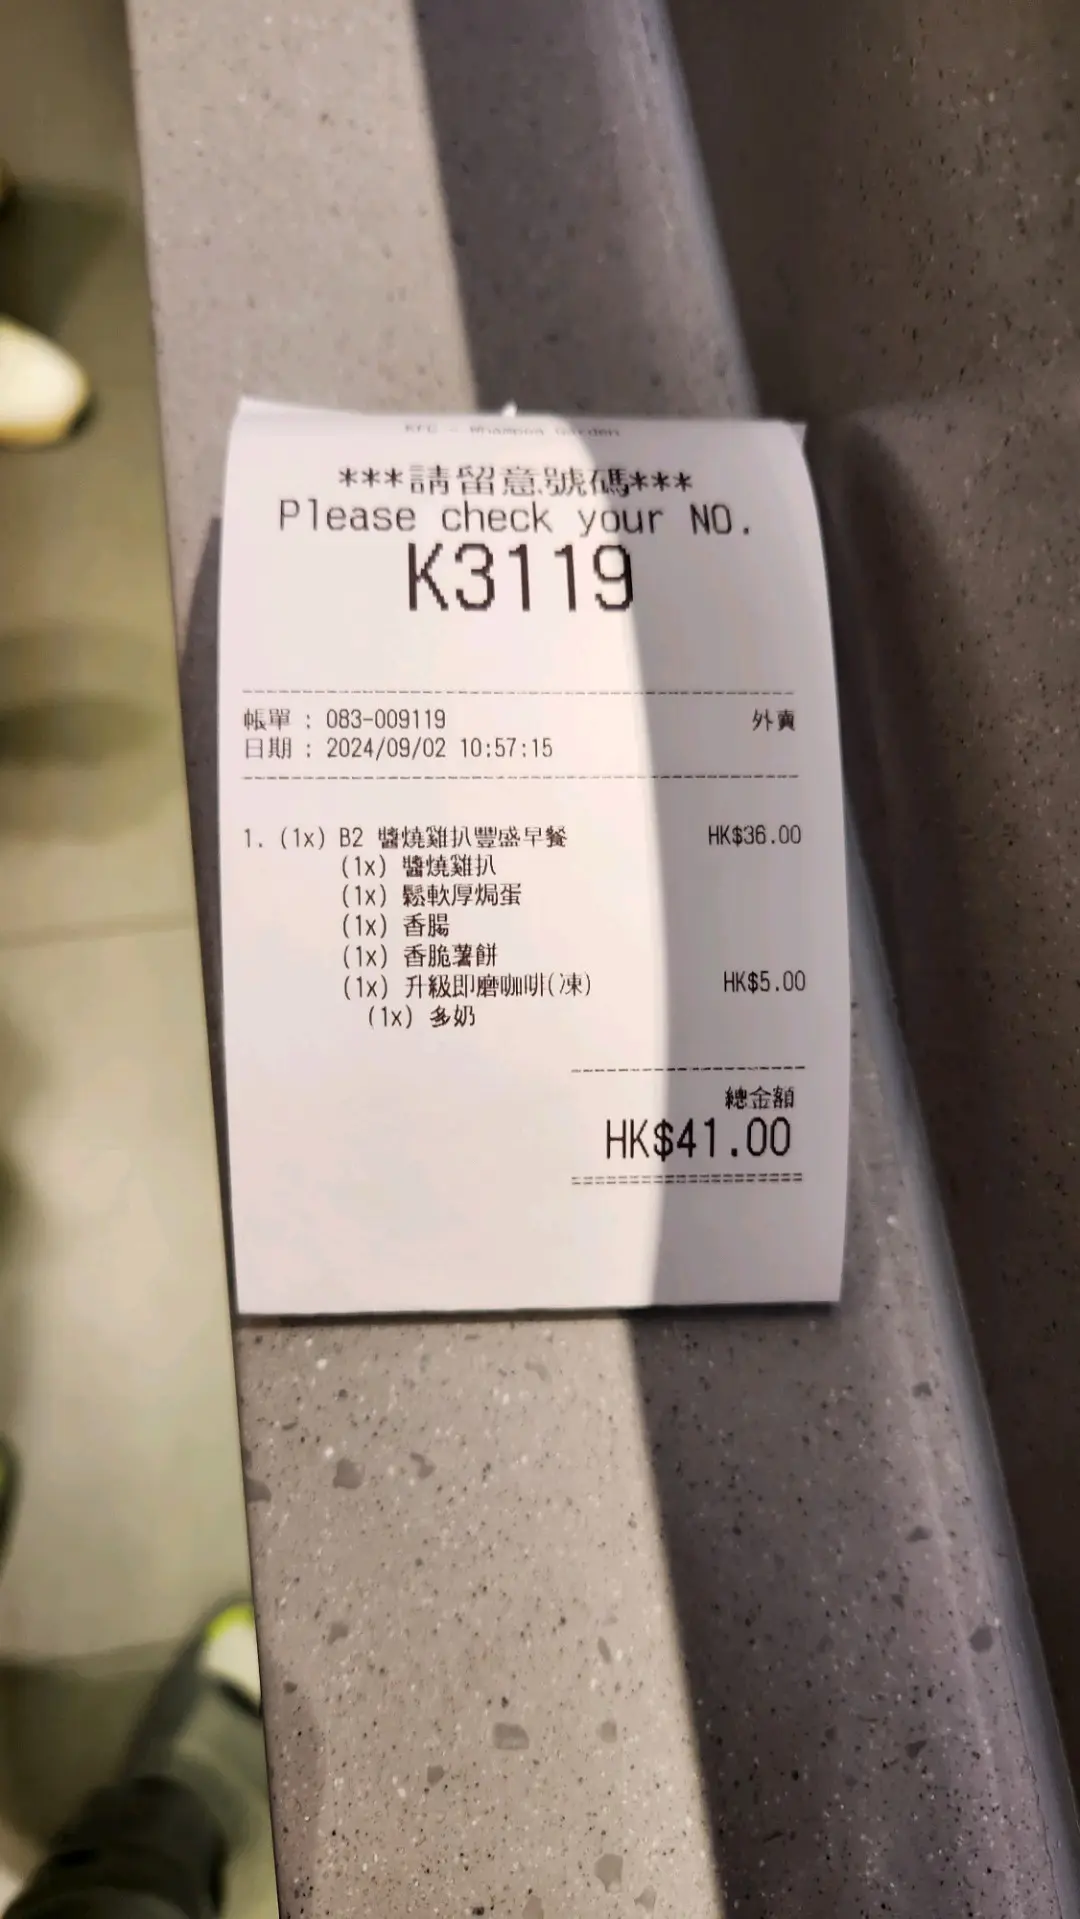 KFC - Whampoa Garden
***請留意號碼***
Please check your NO.
K3119
帳單 : 083-009119 外賣
日期 : 2024/09/02 10:57:15
1. (1x) B2 醬燒雞扒豐盛早餐 HK$36.00
(1x) 醬燒雞扒
(1x) 鬆軟厚焗蛋
(1x) 香腸
(1x) 香脆薯餅
(1x) 升級即磨咖啡(凍) HK$5.00
(1x) 多奶
總金額
HK$41.00